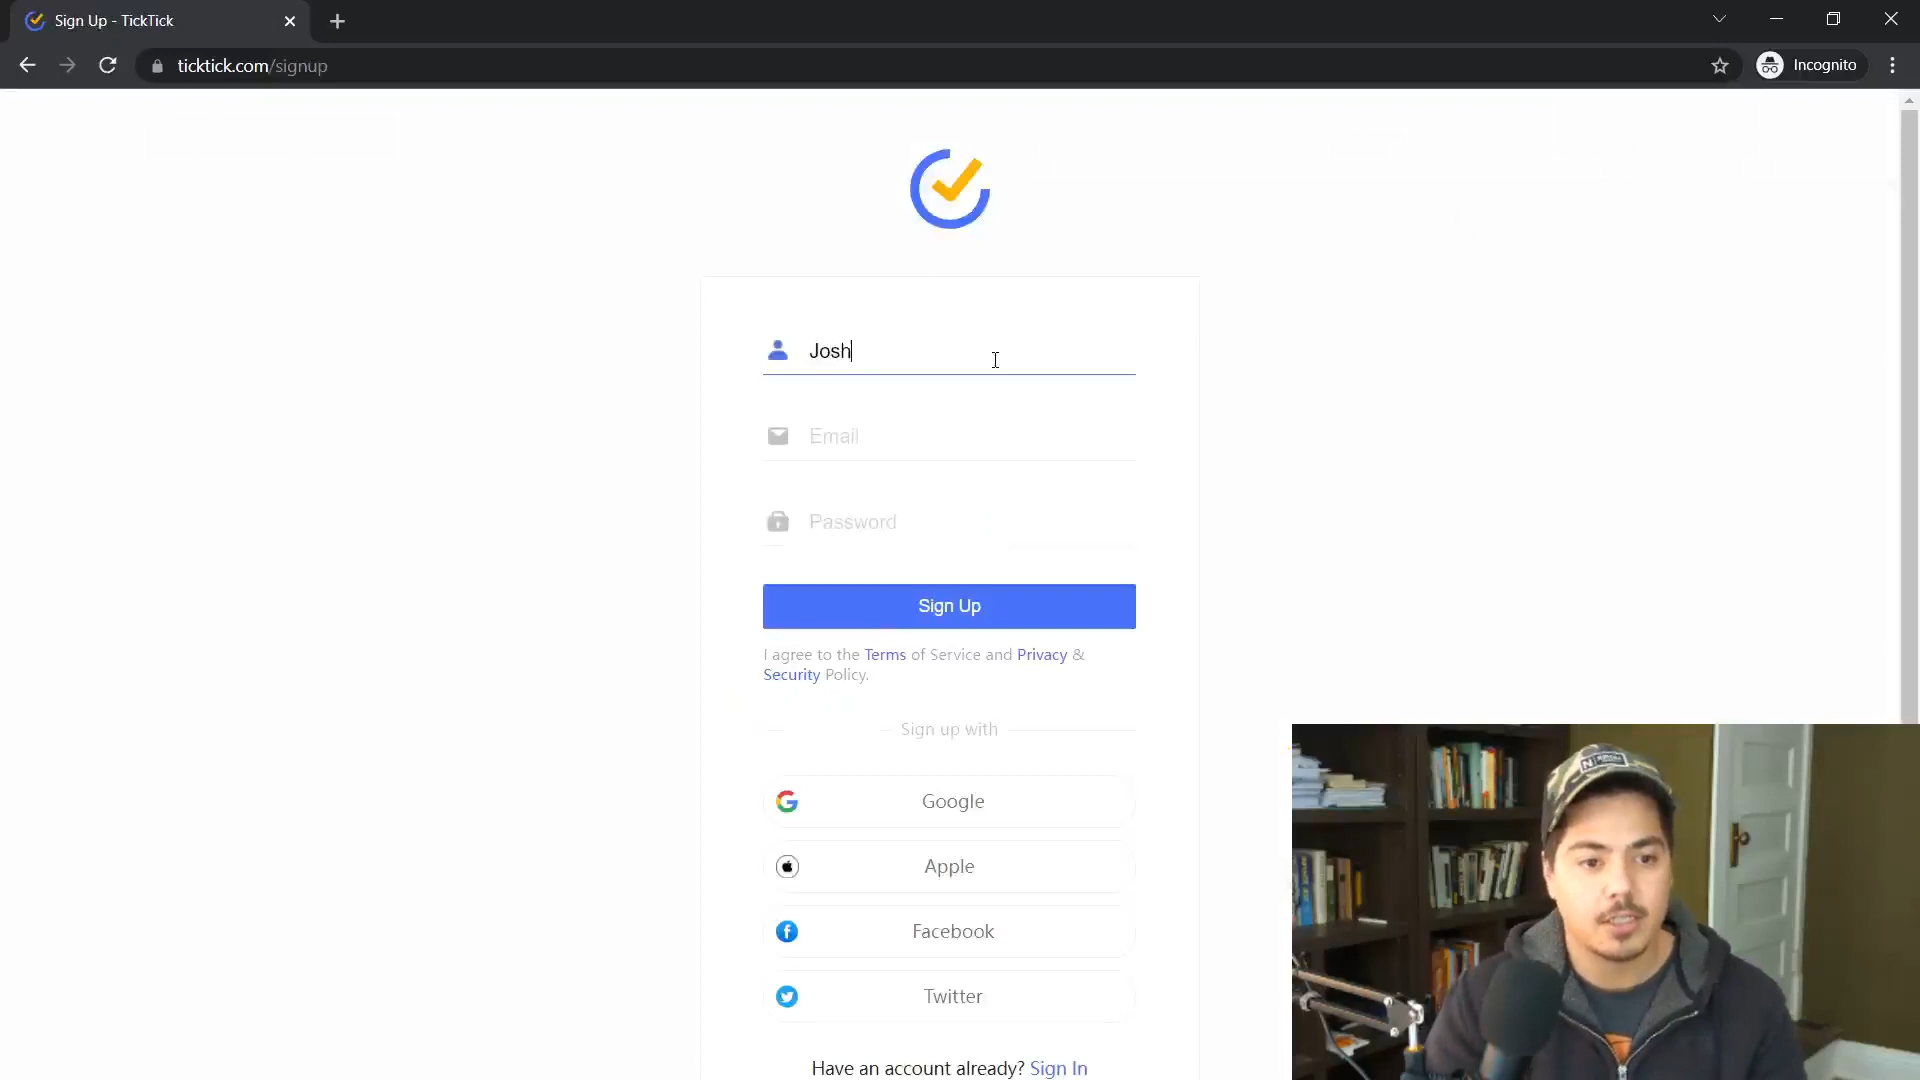 Sign Up - TickTick
ticktick.com/signup
Incognito
Josh
Email
Password
Sign Up
I agree to the Terms of Service and Privacy &
Security Policy.
Sign up with
Google
Apple
Facebook
Twitter
Have an account already? Sign In